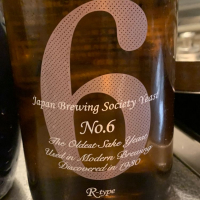 6
Japan Brewing Society Yeast
No.6
The Oldest Sake Yeast
Used in Modern Brewing
Discovered in 1930
R-type